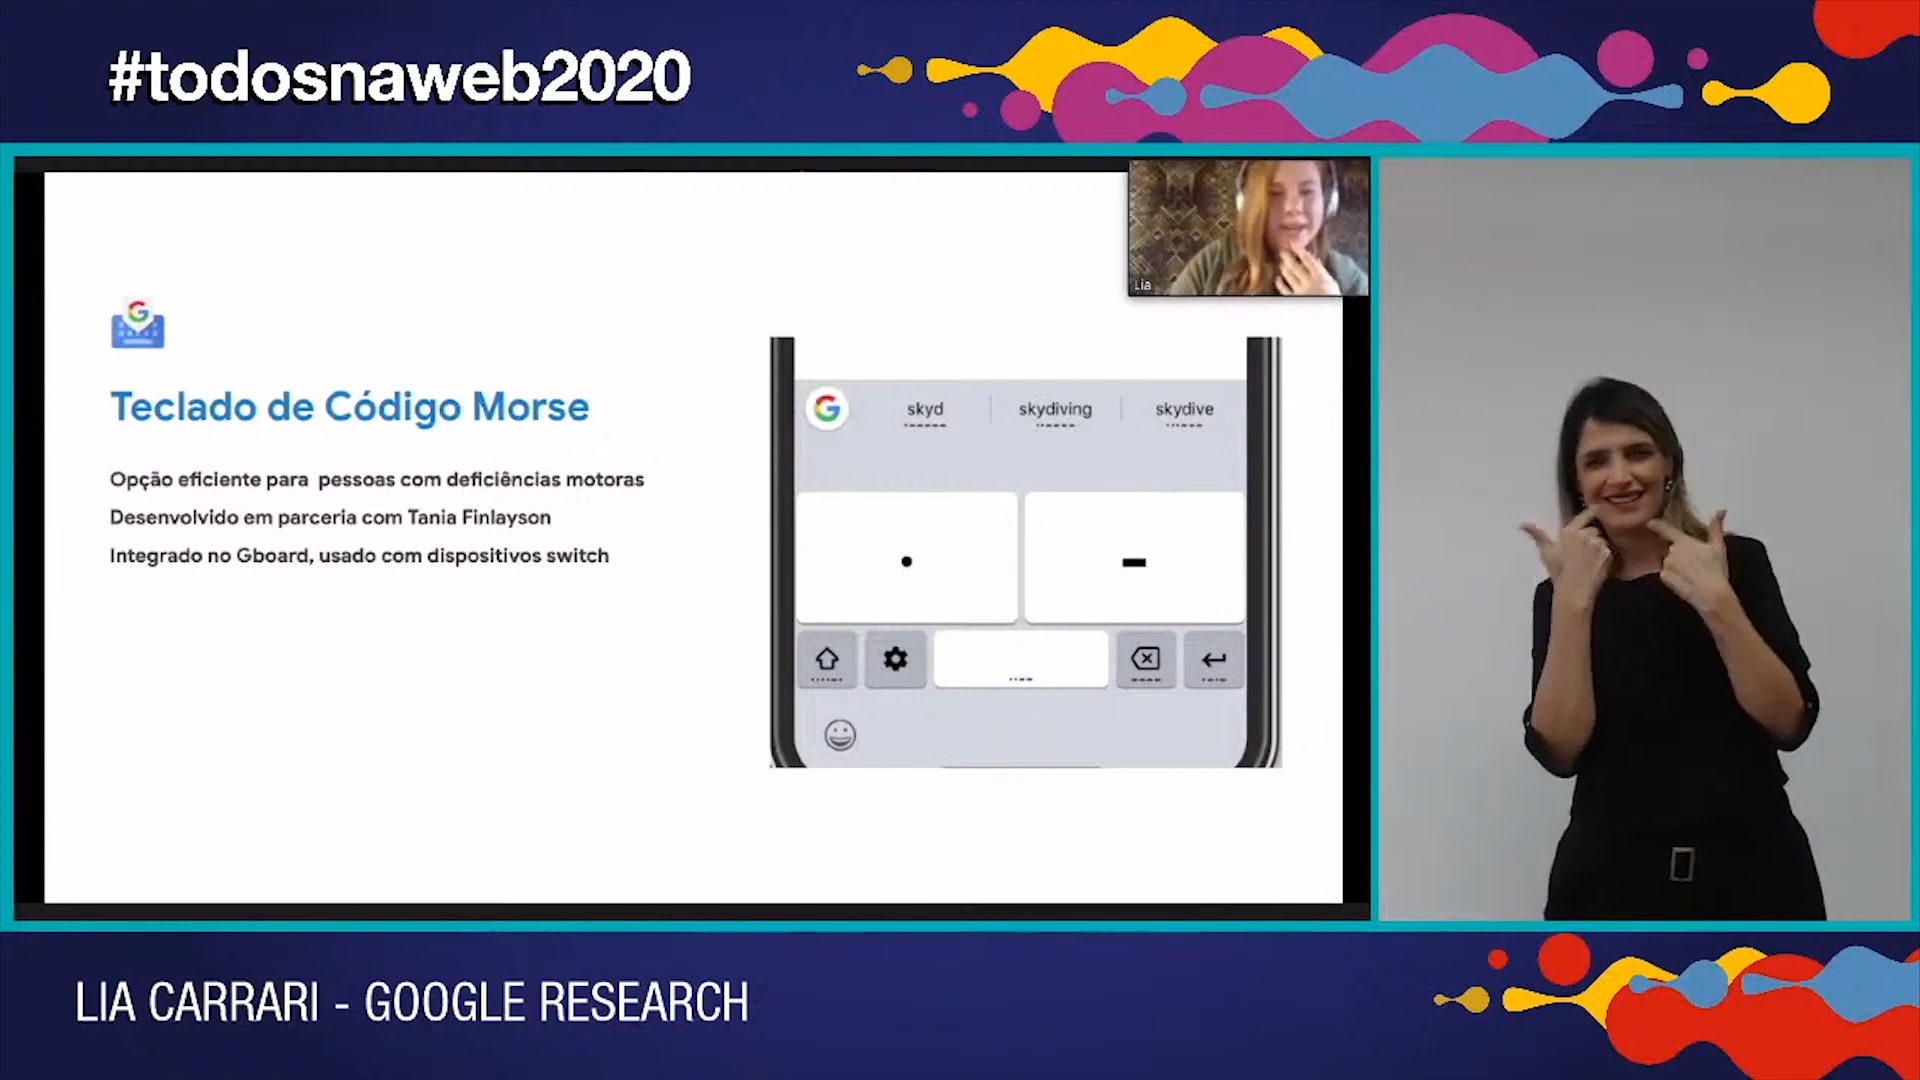 #todosnaweb2020
Lia
G
Teclado de Código Morse
Opção eficiente para pessoas com deficiências motoras
Desenvolvido em parceria com Tania Finlayson
Integrado no Gboard, usado com dispositivos switch
G skyd skydiving skydive
LIA CARRARI - GOOGLE RESEARCH